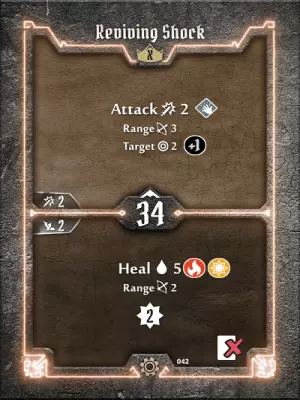 Reviving Shock
X
Attack 2
Range 3
Target 2 +1
2
34
2
Heal 5
Range 2
2
042